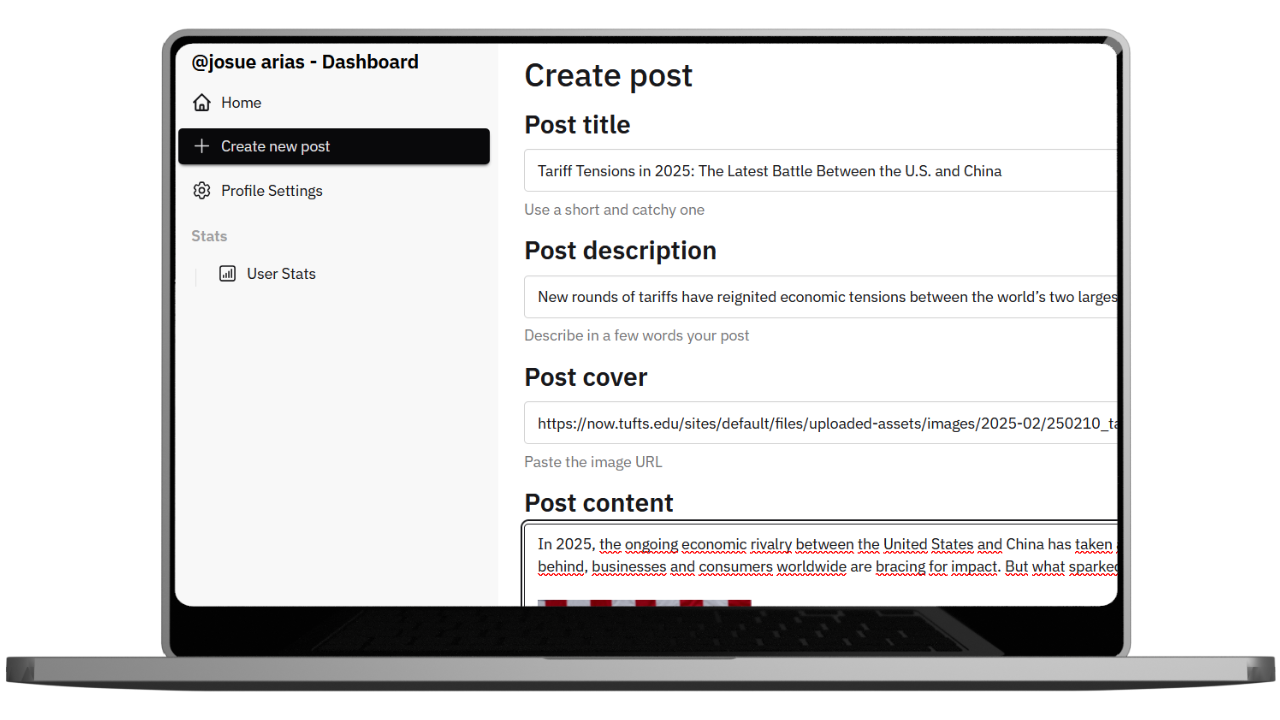 @josue arias - Dashboard
Home
Create new post
Profile Settings
Stats
User Stats
Create post
Post title
Tariff Tensions in 2025: The Latest Battle Between the U.S. and China
Use a short and catchy one
Post description
New rounds of tariffs have reignited economic tensions between the world’s two larges
Describe in a few words your post
Post cover
https://now.tufts.edu/sites/default/files/uploaded-assets/images/2025-02/250210_ta
Paste the image URL
Post content
In 2025, the ongoing economic rivalry between the United States and China has taken
behind, businesses and consumers worldwide are bracing for impact. But what sparked